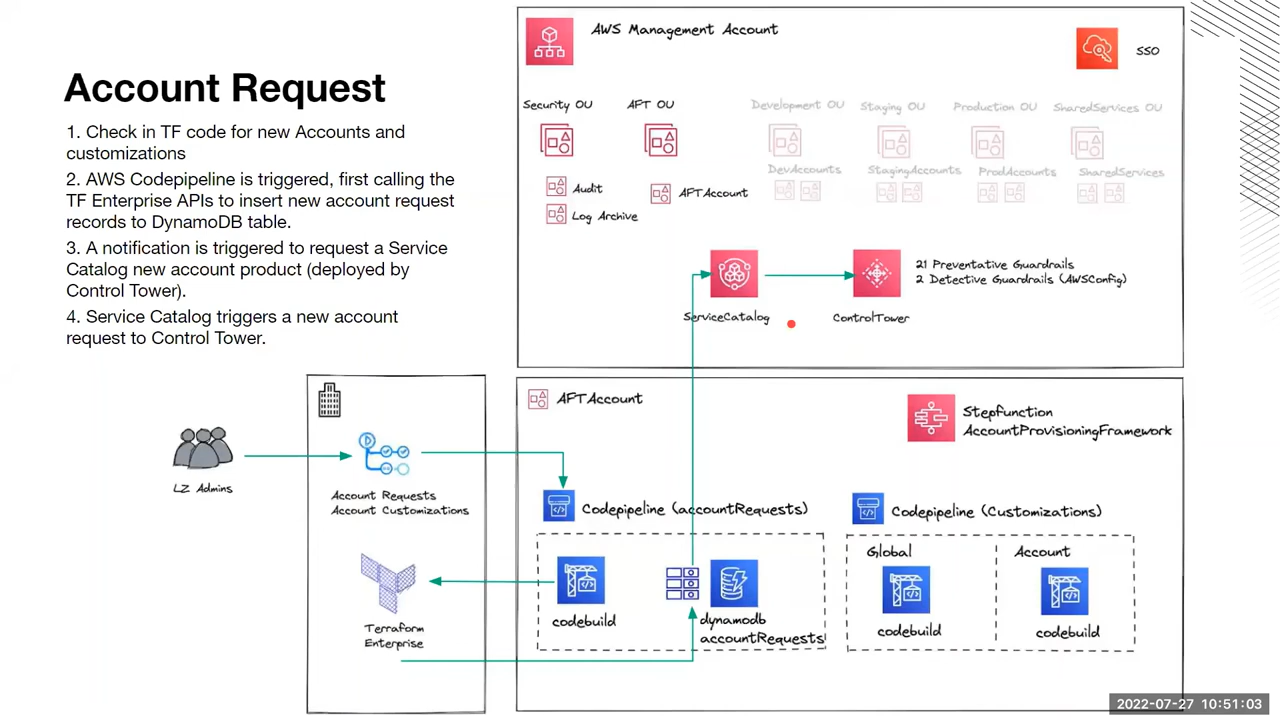 Account Request
1. Check in TF code for new Accounts and
customizations
2. AWS Codepipeline is triggered, first calling the
TF Enterprise APIs to insert new account request
records to DynamoDB table.
3. A notification is triggered to request a Service
Catalog new account product (deployed by
Control Tower).
4. Service Catalog triggers a new account
request to Control Tower.
AWS Management Account
SSO
Security OU
AFT OU
Development OU
Staging OU
Production OU
SharedServices OU
DevAccounts
StagingAccounts
ProdAccounts
SharedServices
Audit
AFTAccount
Log Archive
21 Preventative Guardrails
2 Detective Guardrails (AWSConfig)
ServiceCatalog
ControlTower
AFTAccount
Stepfunction
AccountProvisioningFramework
LZ Admins
Account Requests
Account Customizations
Codepipeline (accountRequests)
Codepipeline (Customizations)
Global
Account
codebuild
dynamodb
accountRequests
codebuild
codebuild
Terraform
Enterprise
2022-07-27 10:51:03